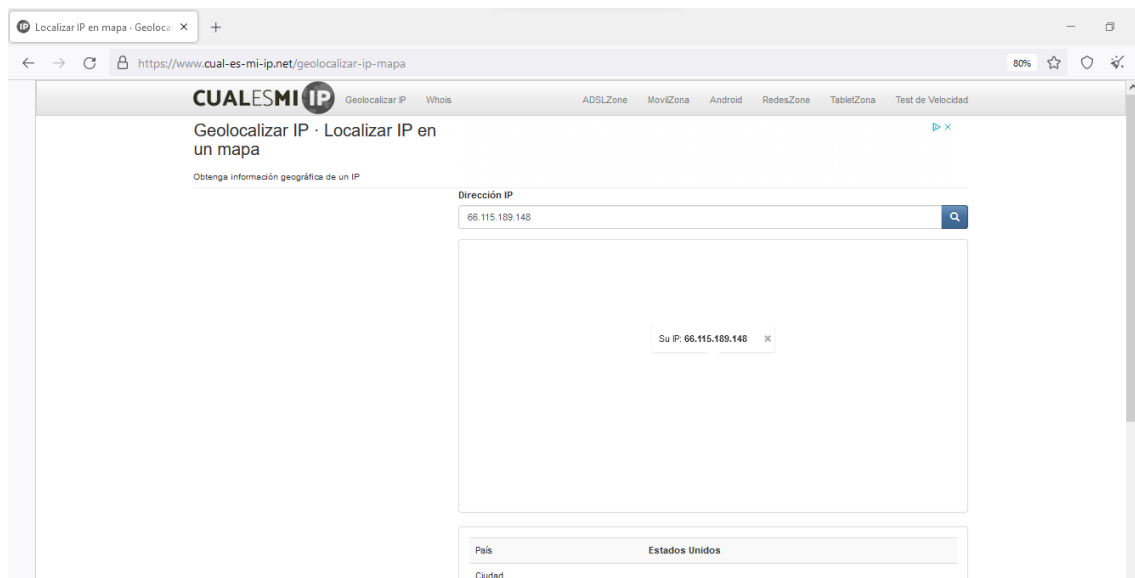 Localizar IP en mapa · Geoloca
https://www.cual-es-mi-ip.net/geolocalizar-ip-mapa
80%
CUALESMI IP
Geolocalizar IP Whois ADSLZone MovilZona Android RedesZone TabletZona Test de Velocidad
Geolocalizar IP · Localizar IP en
un mapa
Obtenga información geográfica de un IP
Dirección IP
66.115.189.148
Su IP: 66.115.189.148
País Estados Unidos
Ciudad